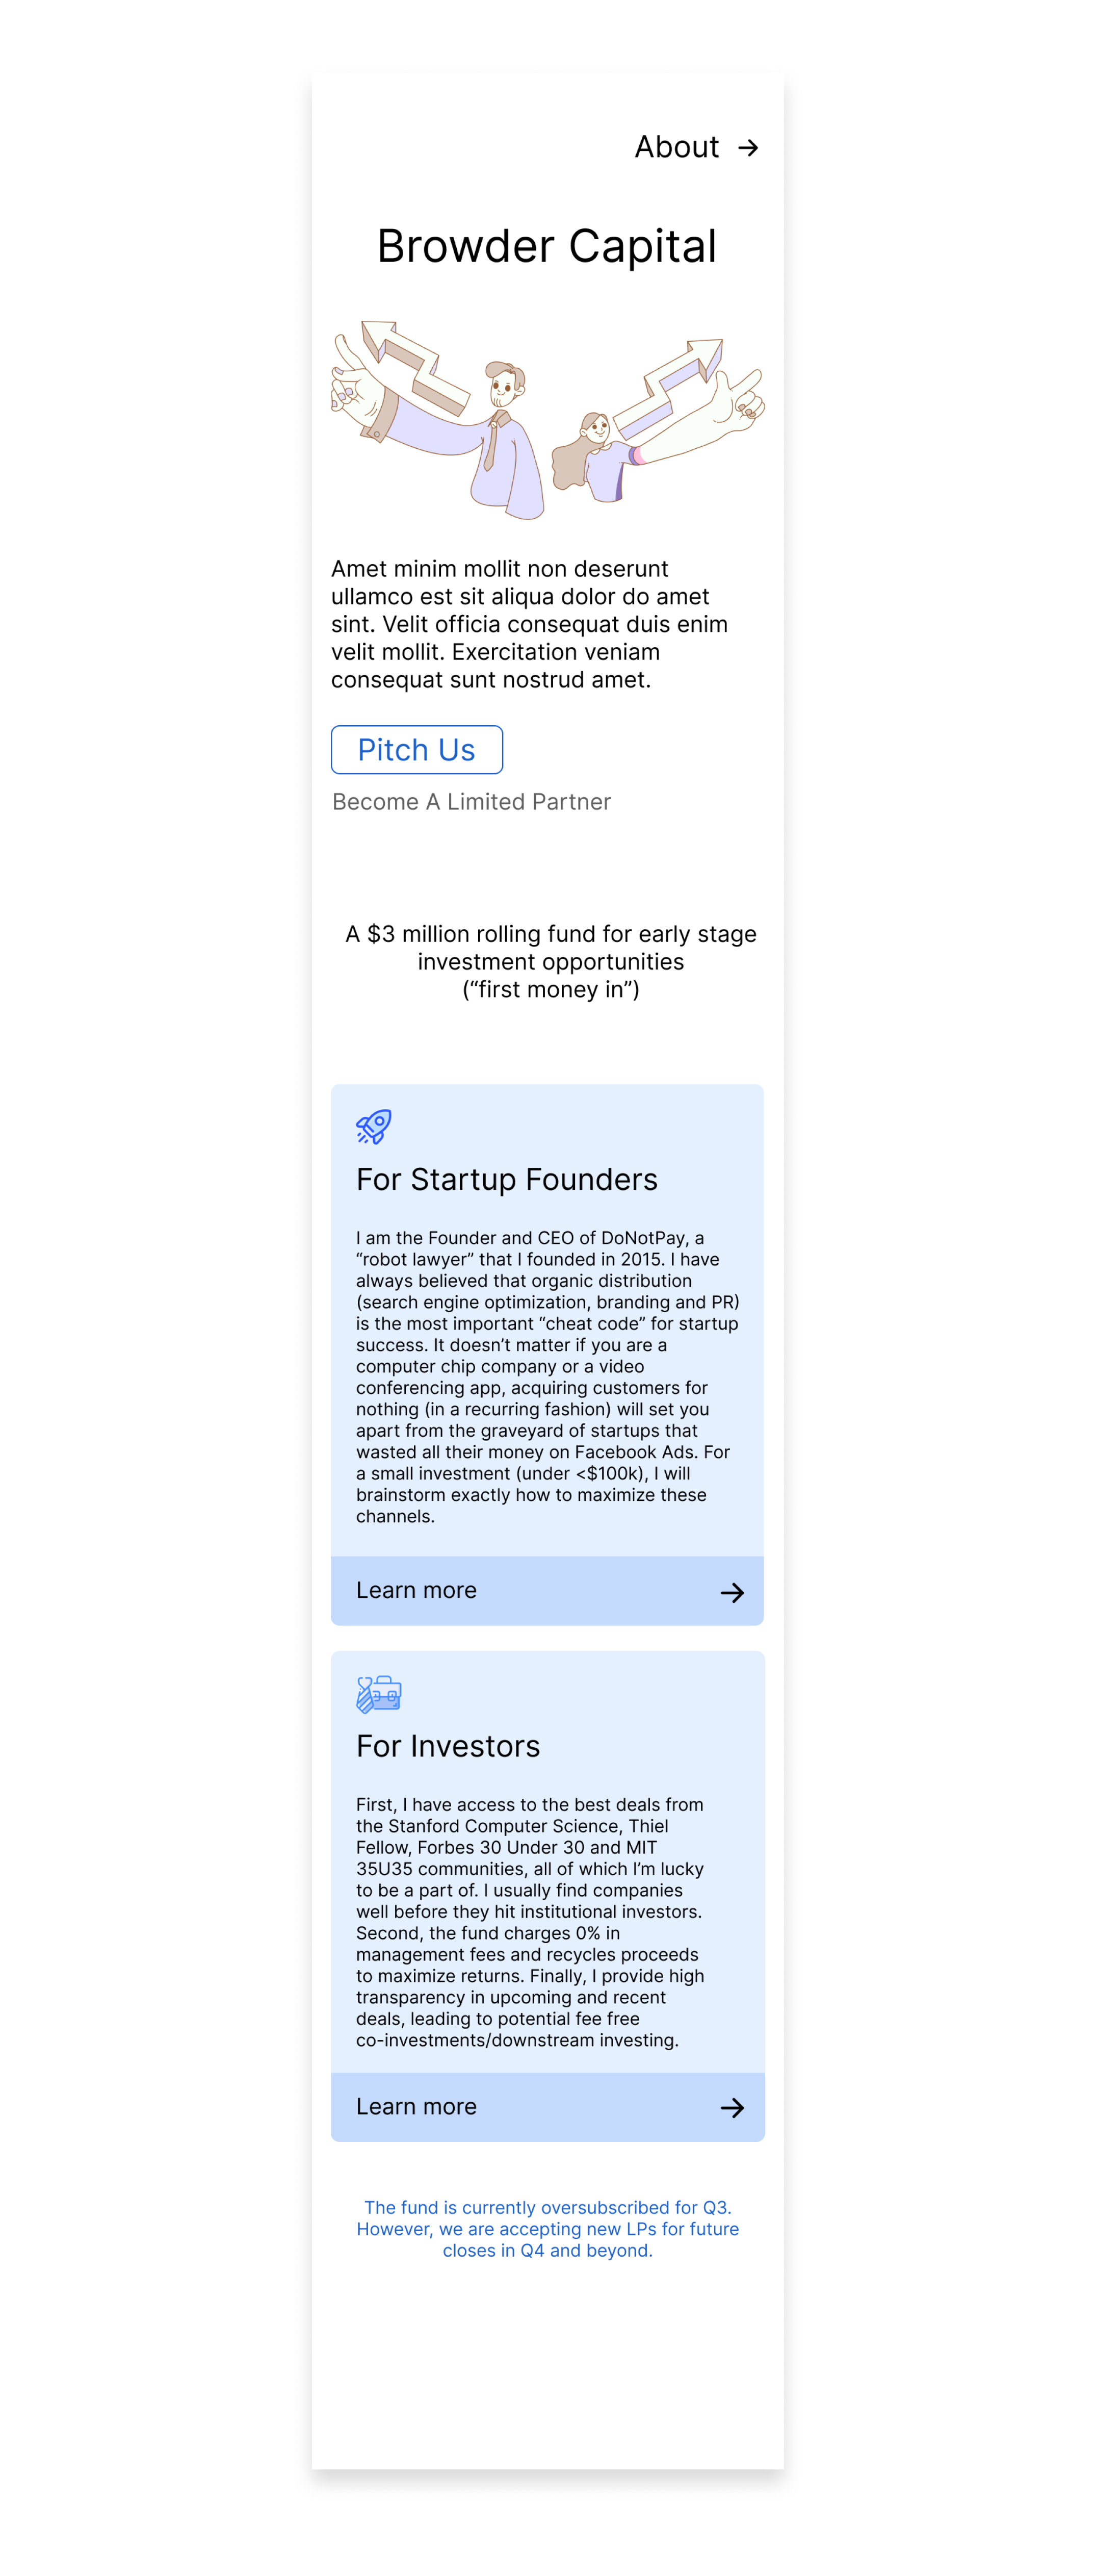 About →
Browder Capital
Amet minim mollit non deserunt
ullamco est sit aliqua dolor do amet
sint. Velit officia consequat duis enim
velit mollit. Exercitation veniam
consequat sunt nostrud amet.
Pitch Us
Become A Limited Partner
A $3 million rolling fund for early stage
investment opportunities
(“first money in”)
For Startup Founders
I am the Founder and CEO of DoNotPay, a
“robot lawyer” that I founded in 2015. I have
always believed that organic distribution
(search engine optimization, branding and PR)
is the most important “cheat code” for startup
success. It doesn’t matter if you are a
computer chip company or a video
conferencing app, acquiring customers for
nothing (in a recurring fashion) will set you
apart from the graveyard of startups that
wasted all their money on Facebook Ads. For
a small investment (under <$100k), I will
brainstorm exactly how to maximize these
channels.
Learn more →
For Investors
First, I have access to the best deals from
the Stanford Computer Science, Thiel
Fellow, Forbes 30 Under 30 and MIT
35U35 communities, all of which I’m lucky
to be a part of. I usually find companies
well before they hit institutional investors.
Second, the fund charges 0% in
management fees and recycles proceeds
to maximize returns. Finally, I provide high
transparency in upcoming and recent
deals, leading to potential fee free
co-investments/downstream investing.
Learn more →
The fund is currently oversubscribed for Q3.
However, we are accepting new LPs for future
closes in Q4 and beyond.